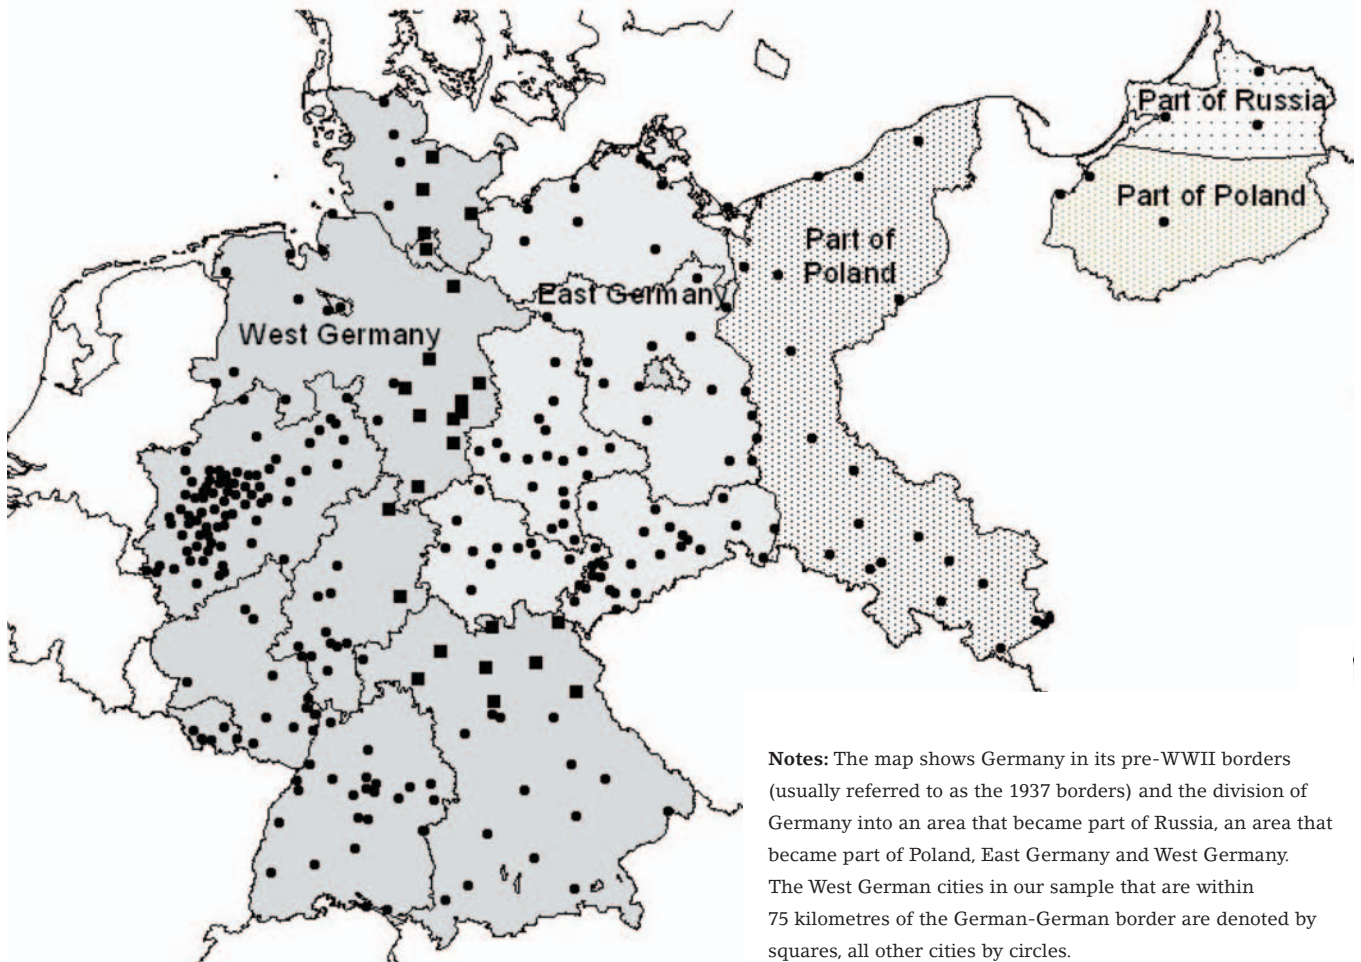 Part of Russia
Part of Poland
Part of
Poland
East Germany
West Germany
Notes: The map shows Germany in its pre-WWII borders
(usually referred to as the 1937 borders) and the division of
Germany into an area that became part of Russia, an area that
became part of Poland, East Germany and West Germany.
The West German cities in our sample that are within
75 kilometres of the German-German border are denoted by
squares, all other cities by circles.